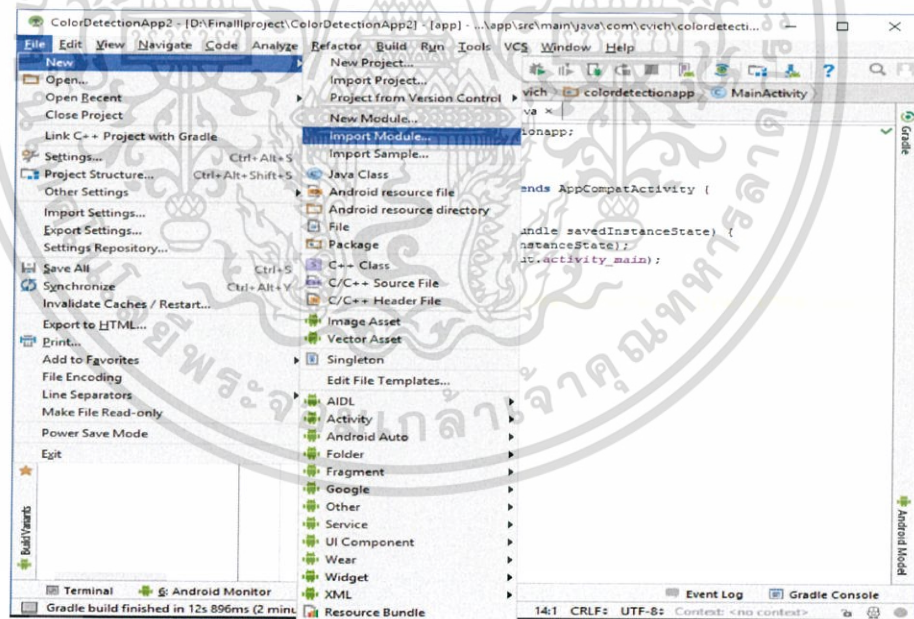 ColorDetectionApp2 - [D:\Finalllproject\ColorDetectionApp2] - [app] - ...\app\src\main\java\com\cvich\colordetecti...
File Edit View Navigate Code Analyze Refactor Build Run Tools VCS Window Help
New
Open...
Open Recent
Close Project
Link C++ Project with Gradle
Settings... Ctrl+Alt+S
Project Structure... Ctrl+Alt+Shift+S
Other Settings
Import Settings...
Export Settings...
Settings Repository...
Save All Ctrl+S
Synchronize Ctrl+Alt+Y
Invalidate Caches / Restart...
Export to HTML...
Print...
Add to Favorites
File Encoding
Line Separators
Make File Read-only
Power Save Mode
Exit
New Project...
Import Project...
Project from Version Control
New Module...
Import Module...
Import Sample...
Java Class
Android resource file
Android resource directory
File
Package
C++ Class
C/C++ Source File
C/C++ Header File
Image Asset
Vector Asset
Singleton
Edit File Templates...
AIDL
Activity
Android Auto
Folder
Fragment
Google
Other
Service
UI Component
Wear
Widget
XML
Resource Bundle
vich colordetectionapp MainActivity
va
ionapp;
ends AppCompatActivity {
undle savedInstanceState) {
nstanceState);
ut.activity_main);
Gradle
Android Model
Build Variants
Terminal 6: Android Monitor Event Log Gradle Console
Gradle build finished in 12s 896ms (2 minu 14:1 CRLF: UTF-8: Context: <no context>